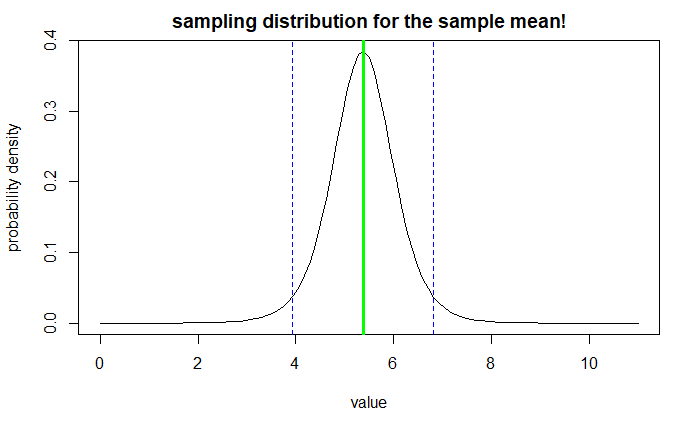 sampling distribution for the sample mean!
probability density
0.4
0.3
0.2
0.1
0.0
0 2 4 6 8 10
value